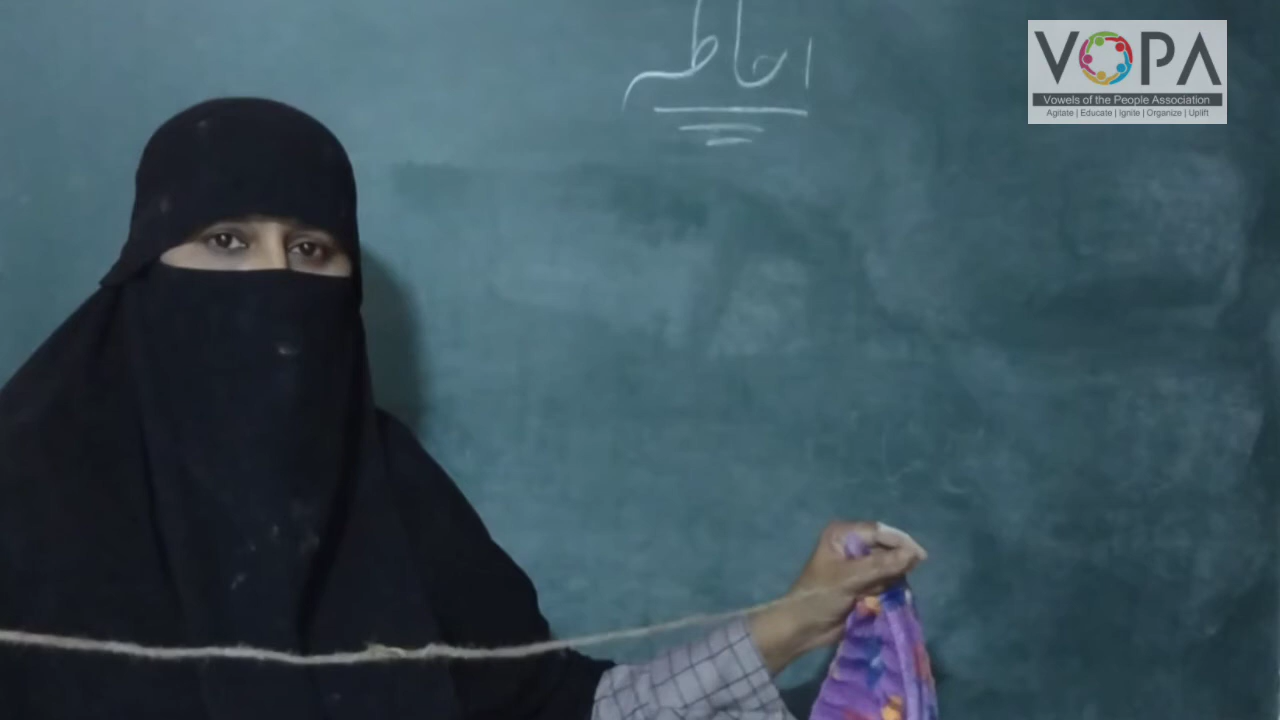 احاطہ
VOPA
Vowels of the People Association
Agitate | Educate | Ignite | Organize | Uplift